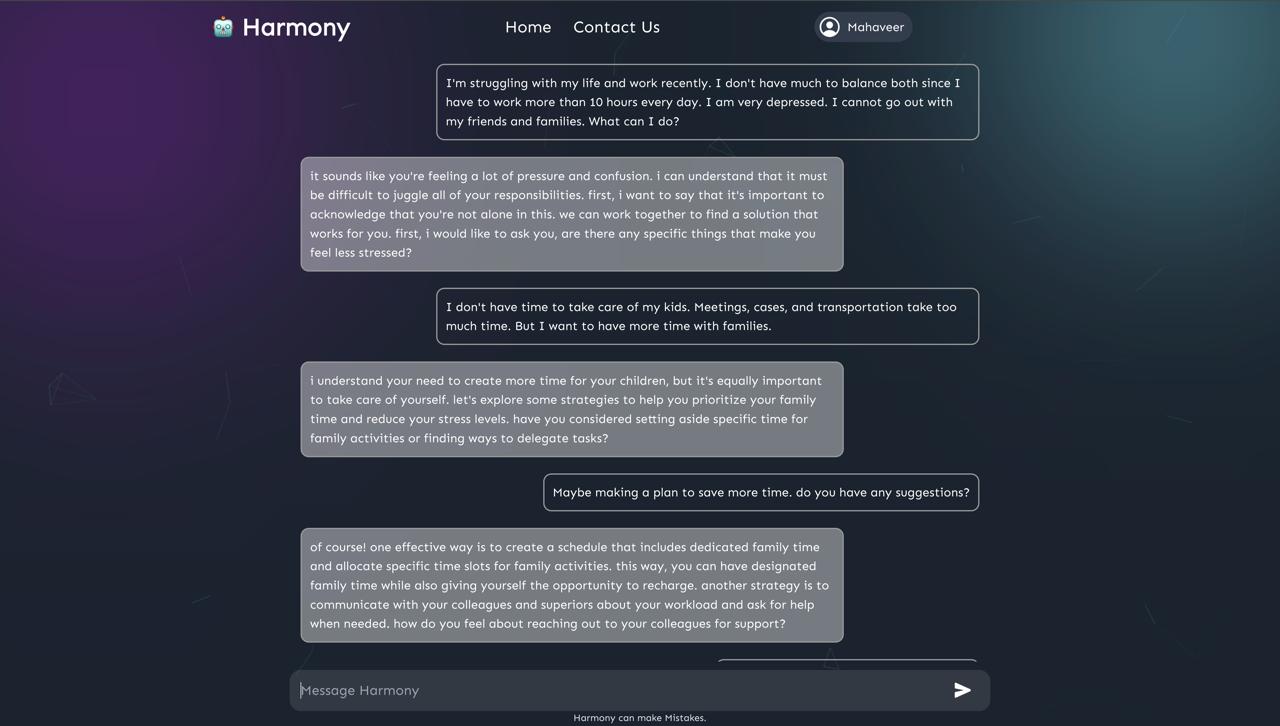 Harmony
Home Contact Us
Mahaveer
I'm struggling with my life and work recently. I don't have much to balance both since I
have to work more than 10 hours every day. I am very depressed. I cannot go out with
my friends and families. What can I do?
it sounds like you're feeling a lot of pressure and confusion. i can understand that it must
be difficult to juggle all of your responsibilities. first, i want to say that it's important to
acknowledge that you're not alone in this. we can work together to find a solution that
works for you. first, i would like to ask you, are there any specific things that make you
feel less stressed?
I don't have time to take care of my kids. Meetings, cases, and transportation take too
much time. But I want to have more time with families.
i understand your need to create more time for your children, but it's equally important
to take care of yourself. let's explore some strategies to help you prioritize your family
time and reduce your stress levels. have you considered setting aside specific time for
family activities or finding ways to delegate tasks?
Maybe making a plan to save more time. do you have any suggestions?
of course! one effective way is to create a schedule that includes dedicated family time
and allocate specific time slots for family activities. this way, you can have designated
family time while also giving yourself the opportunity to recharge. another strategy is to
communicate with your colleagues and superiors about your workload and ask for help
when needed. how do you feel about reaching out to your colleagues for support?
Message Harmony
Harmony can make Mistakes.